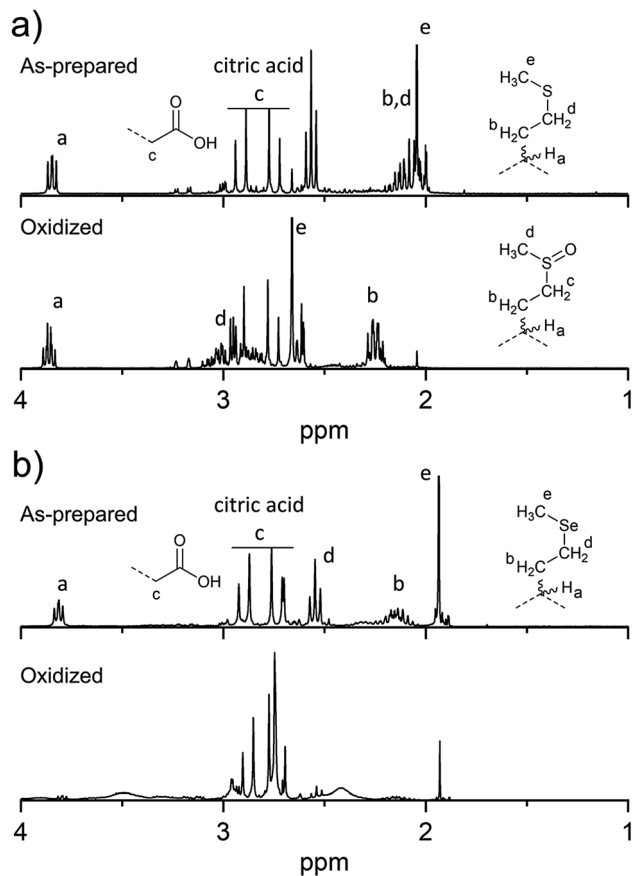 a)
As-prepared
citric acid
a
c
b,d
e
O
OH
c
e
H3C
S
d
b
H2C
CH2
Ha
Oxidized
a
d
e
b
d
H3C
S
O
c
b
H2C
CH2
Ha
4
3
2
1
ppm
b)
As-prepared
citric acid
a
c
d
b
e
O
OH
c
e
H3C
Se
d
b
H2C
CH2
Ha
Oxidized
4
3
2
1
ppm